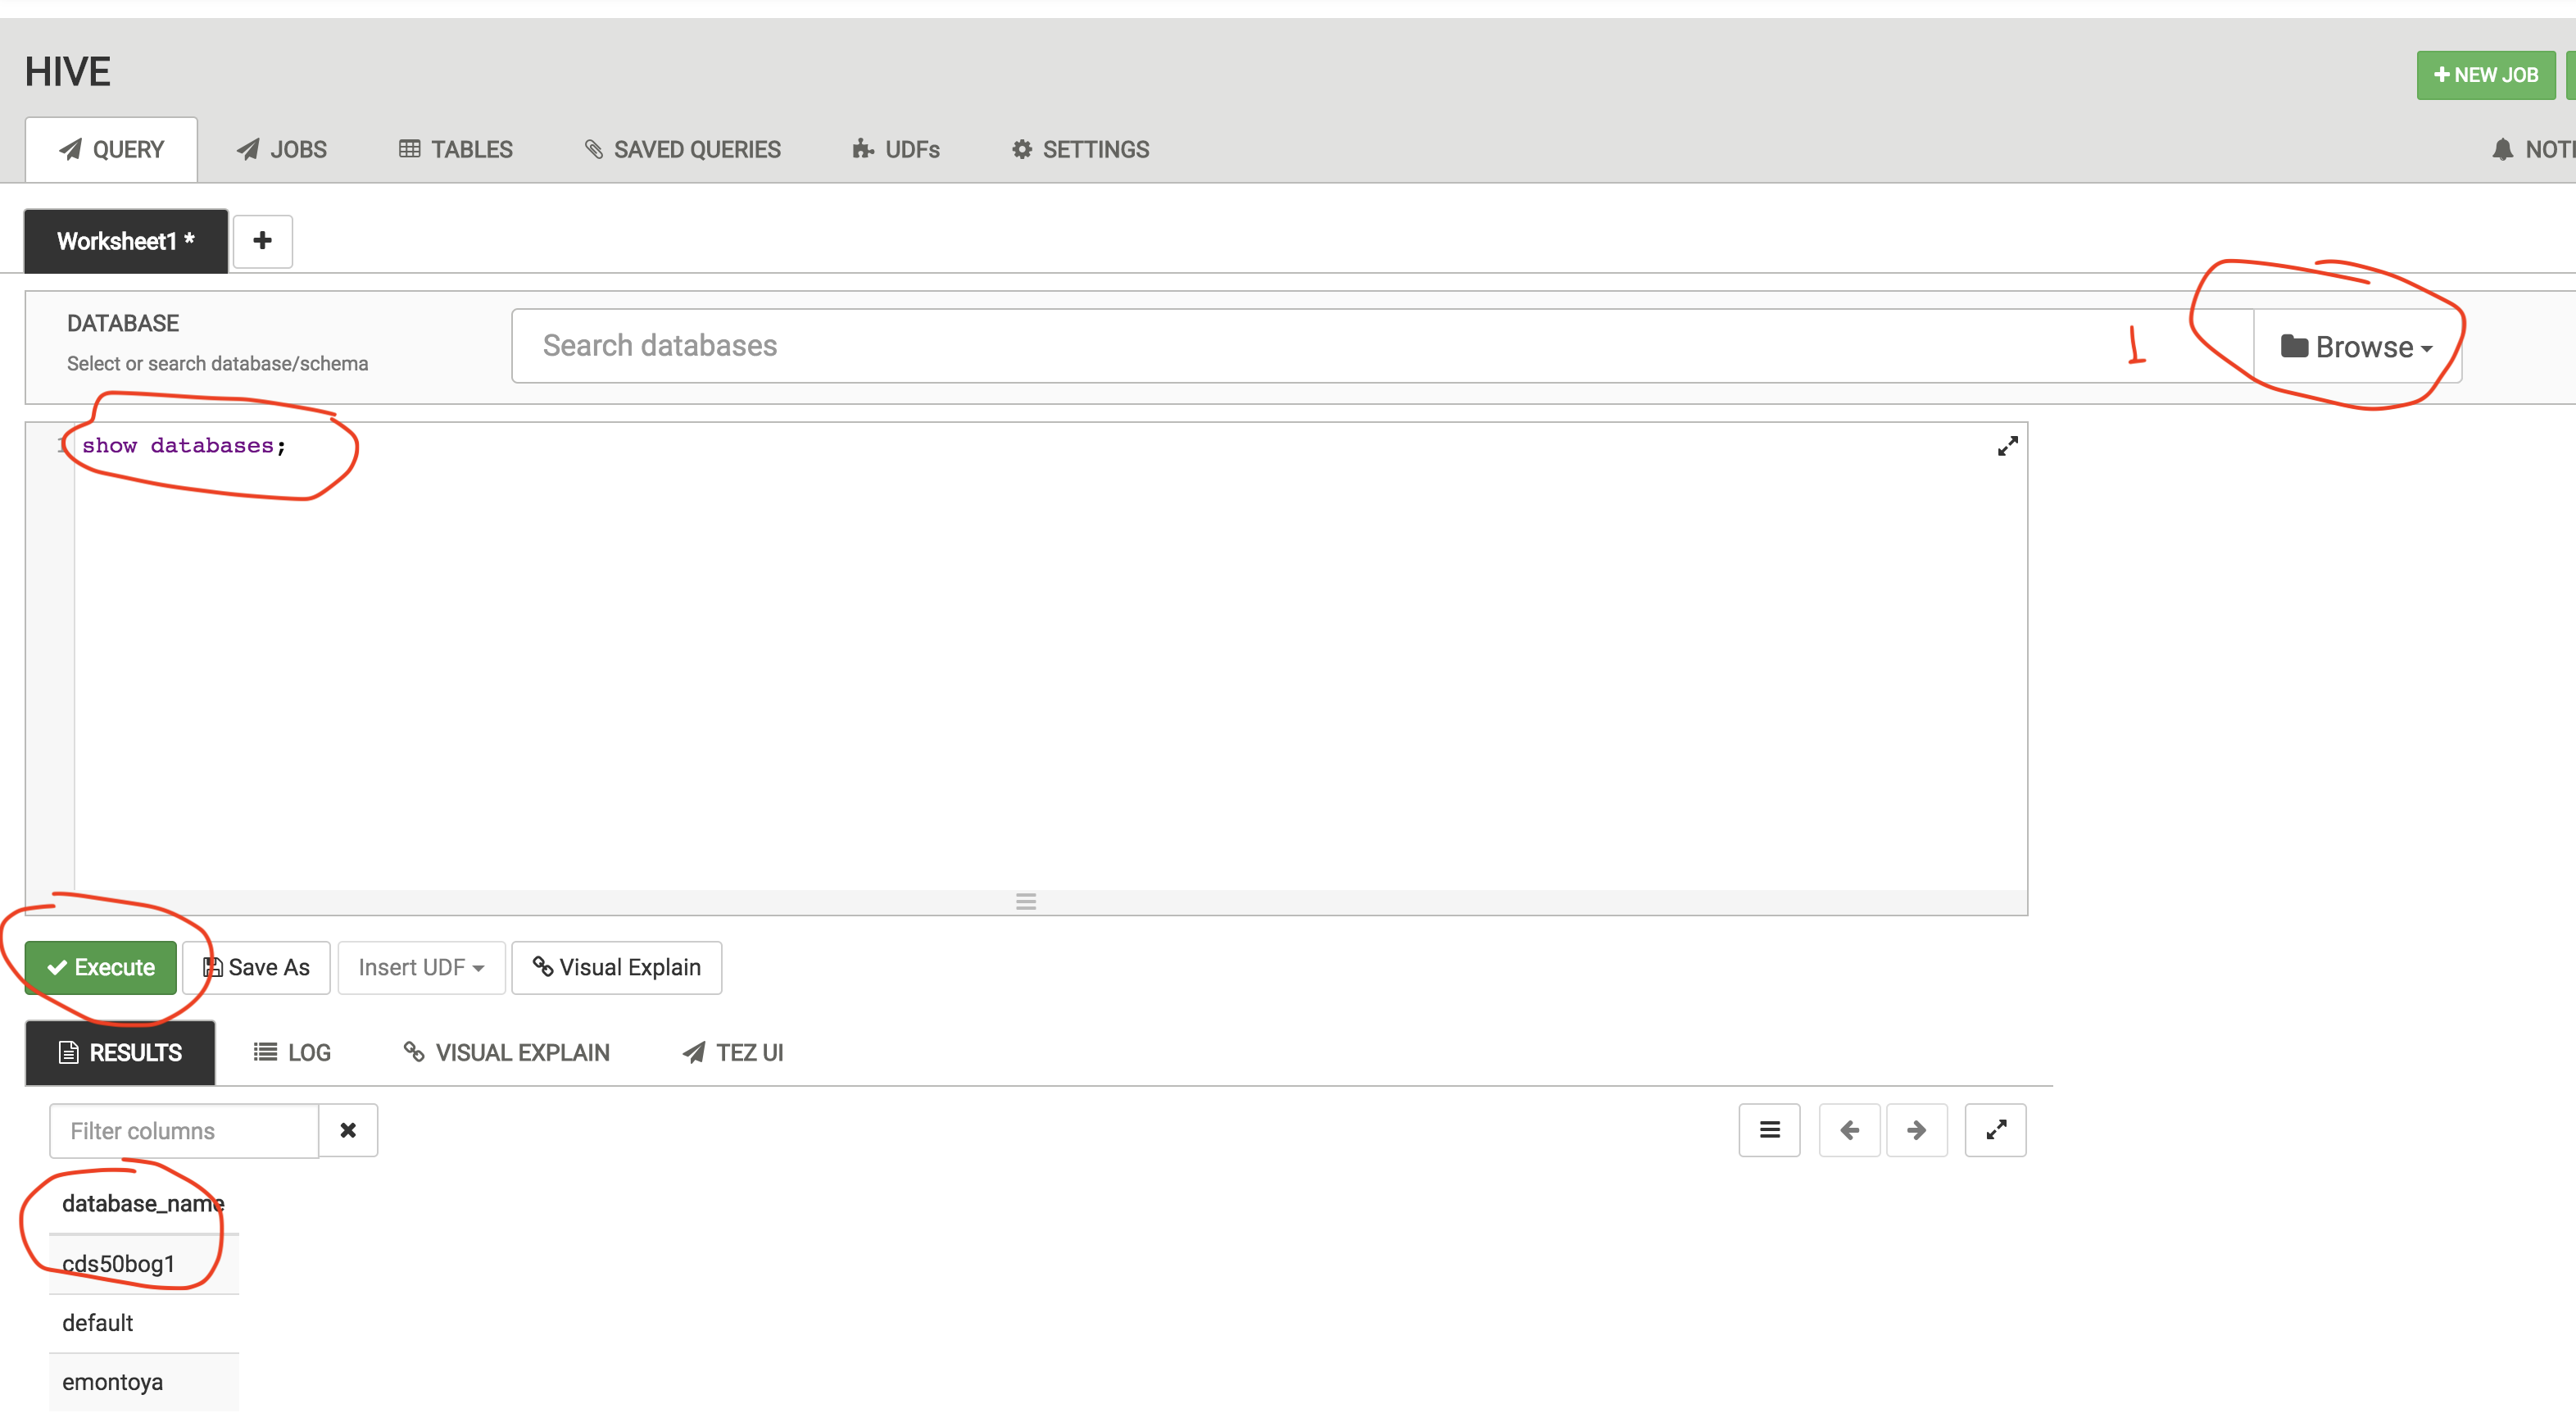 HIVE
+ NEW JOB
QUERY JOBS TABLES SAVED QUERIES UDFs SETTINGS
Worksheet1 * +
DATABASE
Select or search database/schema
Search databases
1
Browse
1 show databases;
Execute Save As Insert UDF Visual Explain
RESULTS LOG VISUAL EXPLAIN TEZ UI
Filter columns
database_name
cds50bog1
default
emontoya